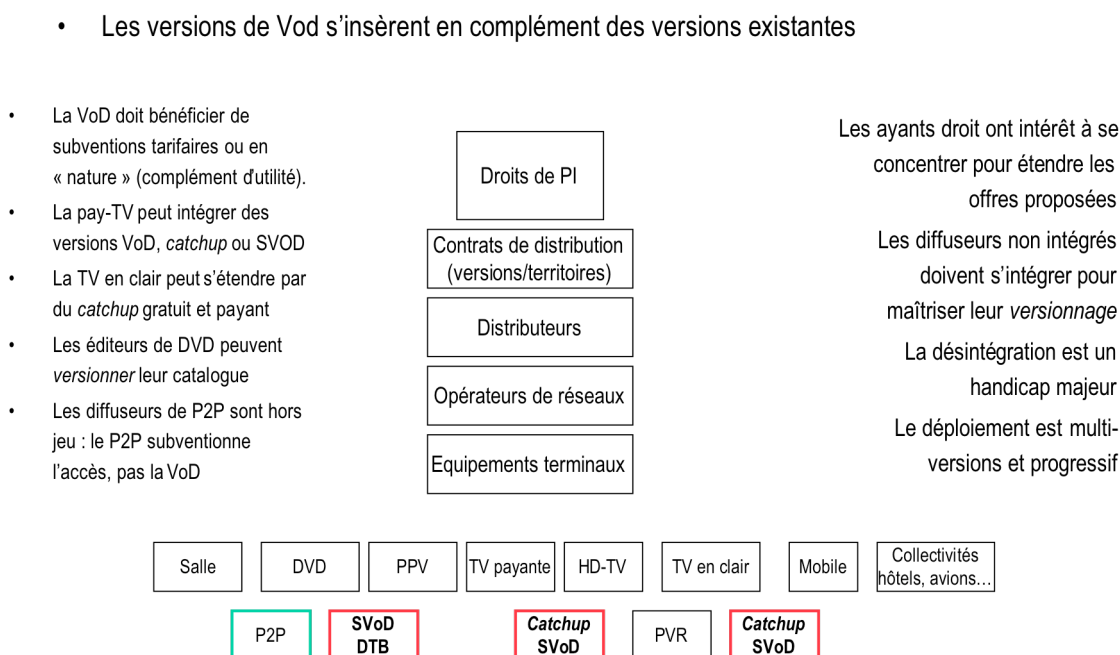 • Les versions de Vod s’insèrent en complément des versions existantes
• La VoD doit bénéficier de
subventions tarifaires ou en
« nature » (complément d’utilité).
• La pay-TV peut intégrer des
versions VoD, catchup ou SVOD
• La TV en clair peut s’étendre par
du catchup gratuit et payant
• Les éditeurs de DVD peuvent
versionner leur catalogue
• Les diffuseurs de P2P sont hors
jeu : le P2P subventionne
l’accès, pas la VoD
Droits de PI
Contrats de distribution
(versions/territoires)
Distributeurs
Opérateurs de réseaux
Equipements terminaux
Les ayants droit ont intérêt à se
concentrer pour étendre les
offres proposées
Les diffuseurs non intégrés
doivent s’intégrer pour
maîtriser leur versionnage
La désintégration est un
handicap majeur
Le déploiement est multi-
versions et progressif
Salle
DVD
PPV
TV payante
HD-TV
TV en clair
Mobile
Collectivités
hôtels, avions…
P2P
SVoD
DTB
Catchup
SVoD
PVR
Catchup
SVoD